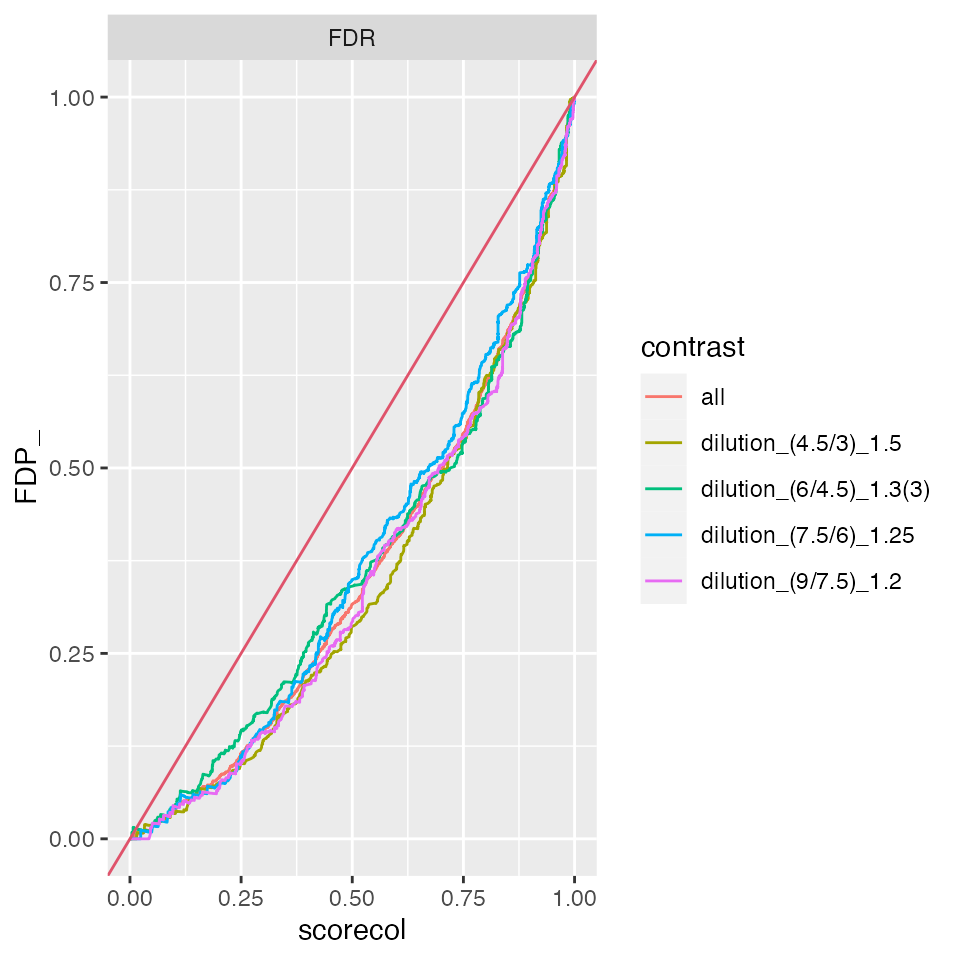 FDR
1.00
0.75
0.50
0.25
0.00
FDP_
0.00 0.25 0.50 0.75 1.00
scorecol
contrast
all
dilution_(4.5/3)_1.5
dilution_(6/4.5)_1.3(3)
dilution_(7.5/6)_1.25
dilution_(9/7.5)_1.2